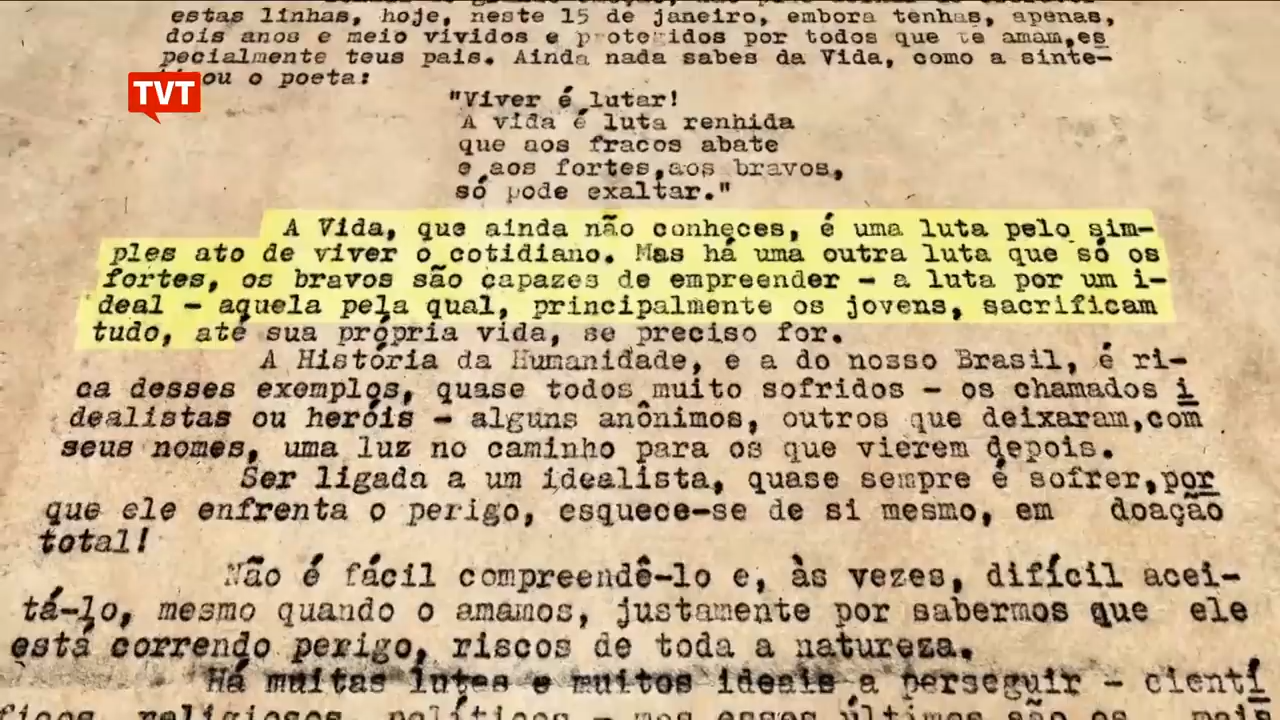 estas linhas, hoje, neste 15 de janeiro, embora tenhas, apenas,
dois anos e meio vividos e protegidos por todos que te amam,es
pecialmente teus pais. Ainda nada sabes da Vida, como a sinte-
ou o poeta:
TVT
"Viver é lutar!
A vida é luta renhida
que aos fracos abate
e aos fortes,aos bravos,
só pode exaltar."
A Vida, que ainda não conheces, é uma luta pelo sim-
ples ato de viver o cotidiano. Mas há uma outra luta que só os
fortes, os bravos são capazes de empreender - a luta por um i-
deal - aquela pela qual, principalmente os jovens, sacrificam
tudo, até sua própria vida, se preciso for.
A História da Humanidade, e a do nosso Brasil, é ri-
ca desses exemplos, quase todos muito sofridos - os chamados i
dealistas ou heróis - alguns anônimos, outros que deixaram,com
seus nomes, uma luz no caminho para os que vierem depois.
Ser ligada a um idealista, quase sempre é sofrer,por
que ele enfrenta o perigo, esquece-se de si mesmo, em doação
total!
Não é fácil compreendê-lo e, às vezes, difícil acei-
tá-lo, mesmo quando o amamos, justamente por sabermos que ele
está correndo perigo, riscos de toda a natureza.
Há muitas lutas e muitos ideais a perseguir - cientí
ficos, religiosos, políticos - mas esses últimos são os pais